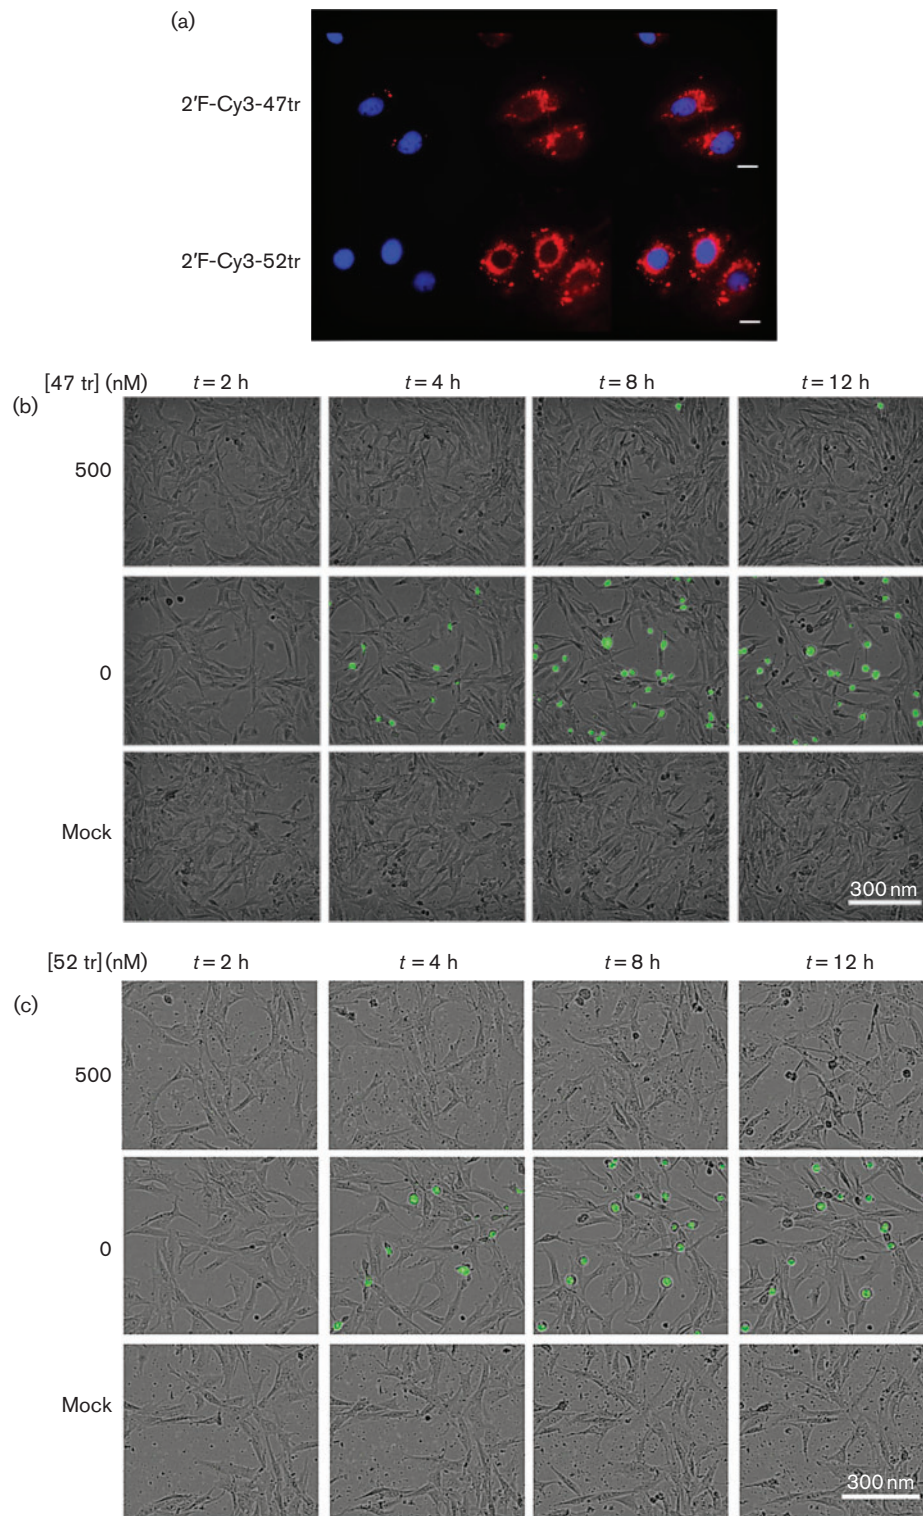 (a)
2′F-Cy3-47tr
2′F-Cy3-52tr
[47 tr] (nM) t = 2 h t = 4 h t = 8 h t = 12 h
(b)
500
0
Mock
300 nm
[52 tr] (nM) t = 2 h t = 4 h t = 8 h t = 12 h
(c)
500
0
Mock
300 nm